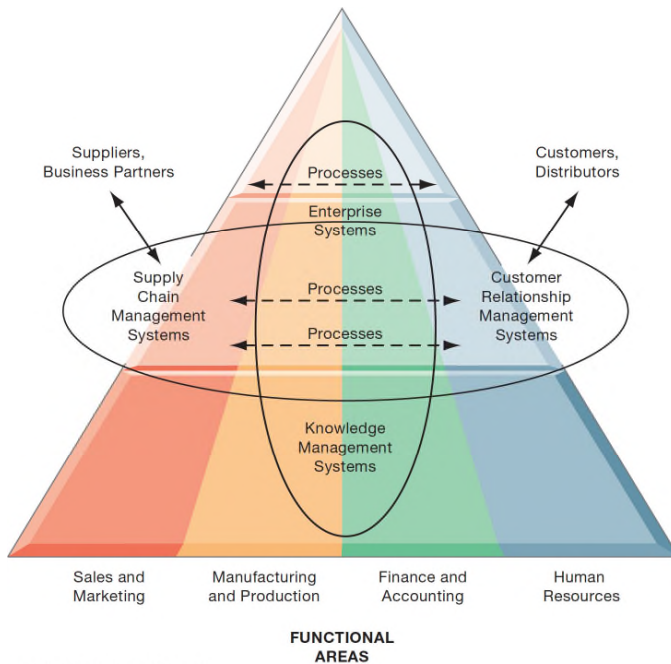 Suppliers,
Business Partners
Customers,
Distributors
Processes
Enterprise
Systems
Supply
Chain
Management
Systems
Processes
Processes
Customer
Relationship
Management
Systems
Knowledge
Management
Systems
Sales and
Marketing
Manufacturing
and Production
Finance and
Accounting
Human
Resources
FUNCTIONAL
AREAS